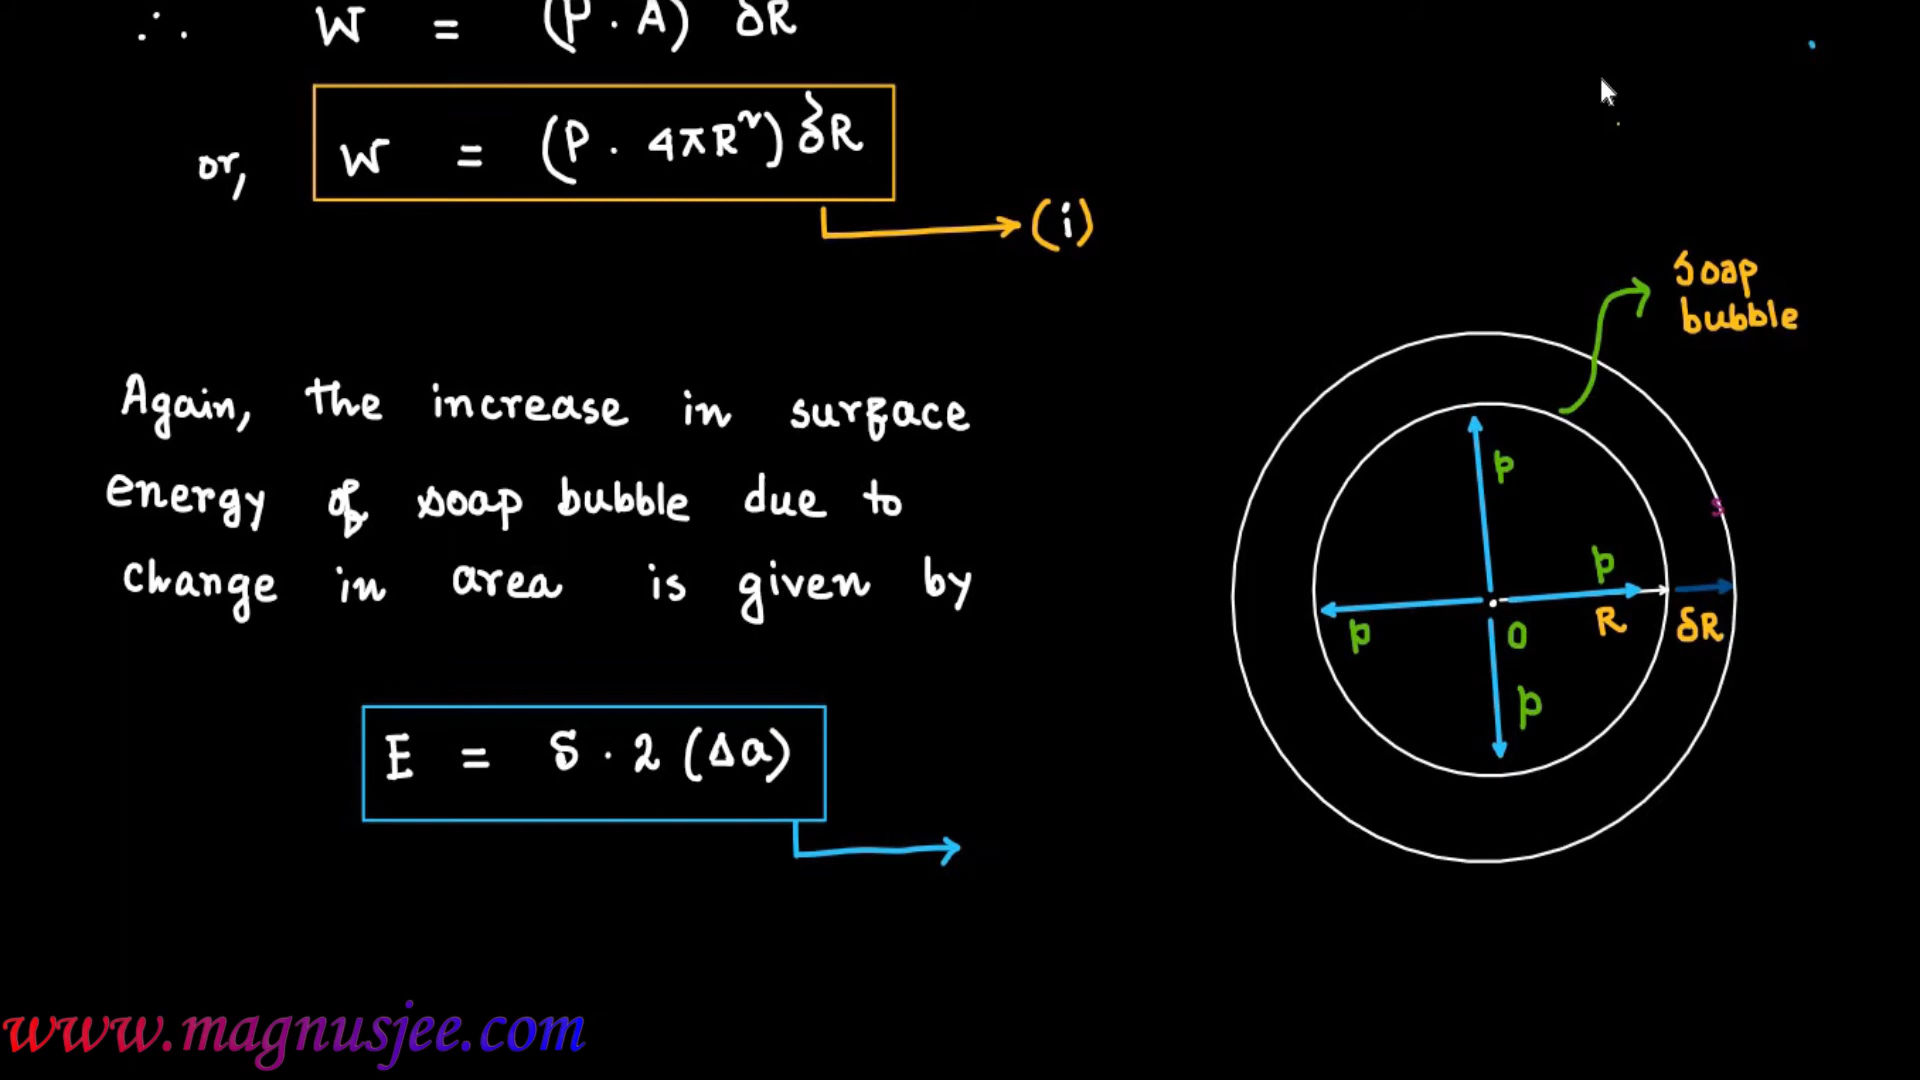 ∴ W = (P · A) δR
or, W = (P · 4πR²) δR
(i)
soap
bubble
Again, the increase in surface
energy of soap bubble due to
change in area is given by
P
S
P
R
δR
P
O
P
E = S · 2 (Δa)
www.magnusjee.com